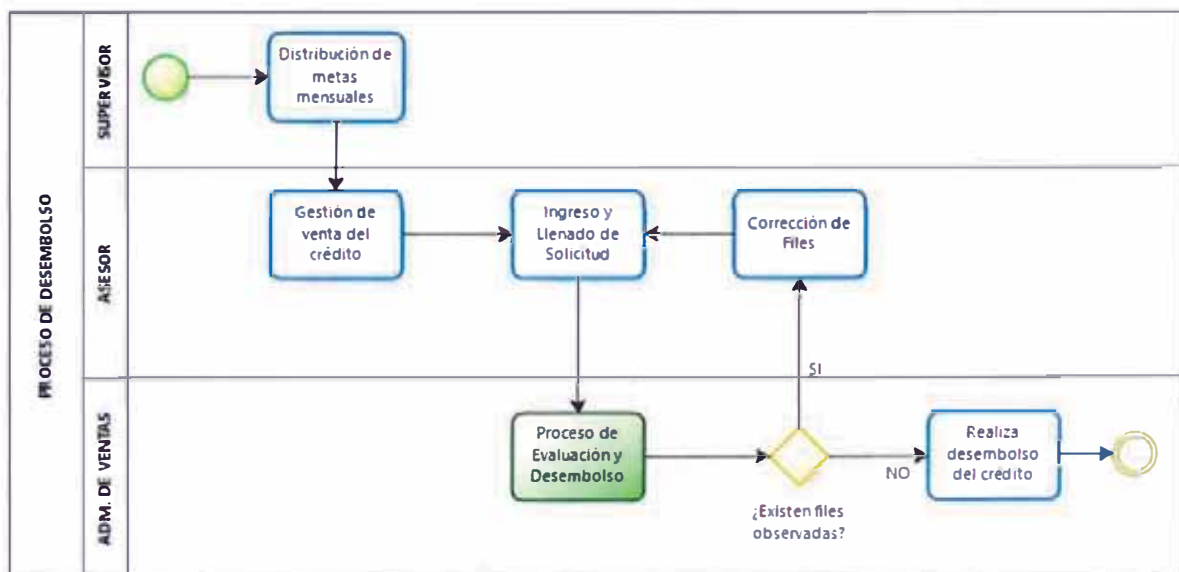 PROCESO DE DESEMBOLSO
SUPERVISOR
Distribución de
metas
mensuales
ASESOR
Gestión de
venta del
crédito
Ingreso y
Llenado de
Solicitud
Corrección de
Files
SI
ADM. DE VENTAS
Proceso de
Evaluación y
Desembolso
¿Existen files
observadas?
NO
Realiza
desembolso
del crédito